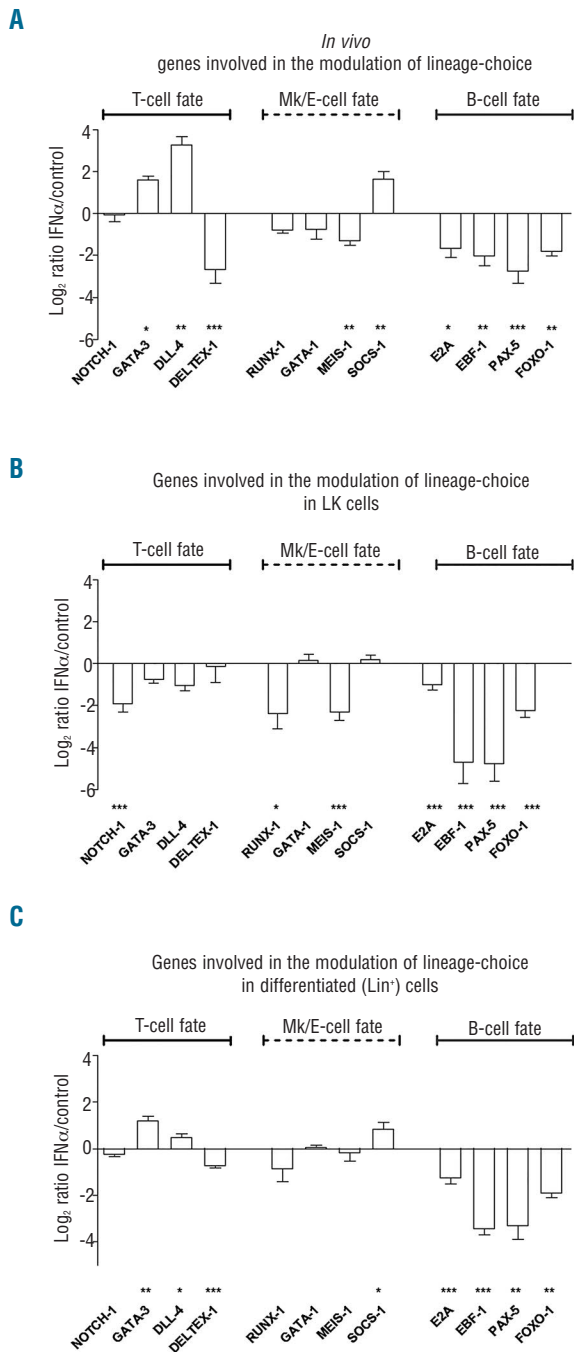 A
In vivo
genes involved in the modulation of lineage-choice
T-cell fate Mk/E-cell fate B-cell fate
Log₂ ratio IFNα/control
4
2
0
-2
-4
-6
* ** *** ** ** * ** *** **
NOTCH-1 GATA-3 DLL-4 DELTEX-1 RUNX-1 GATA-1 MEIS-1 SOCS-1 E2A EBF-1 PAX-5 FOXO-1
B
Genes involved in the modulation of lineage-choice
in LK cells
T-cell fate Mk/E-cell fate B-cell fate
Log₂ ratio IFNα/control
4
2
0
-2
-4
-6
*** * *** *** *** *** ***
NOTCH-1 GATA-3 DLL-4 DELTEX-1 RUNX-1 GATA-1 MEIS-1 SOCS-1 E2A EBF-1 PAX-5 FOXO-1
C
Genes involved in the modulation of lineage-choice
in differentiated (Lin⁺) cells
T-cell fate Mk/E-cell fate B-cell fate
Log₂ ratio IFNα/control
4
2
0
-2
-4
** * *** * *** *** ** **
NOTCH-1 GATA-3 DLL-4 DELTEX-1 RUNX-1 GATA-1 MEIS-1 SOCS-1 E2A EBF-1 PAX-5 FOXO-1